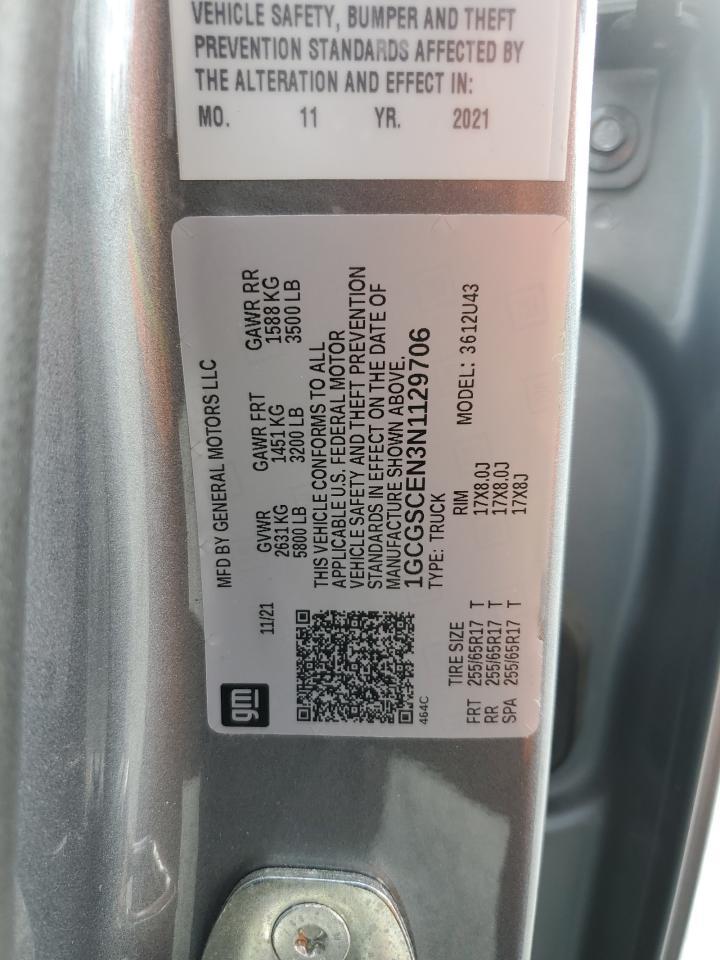 VEHICLE SAFETY, BUMPER AND THEFT
PREVENTION STANDARDS AFFECTED BY
THE ALTERATION AND EFFECT IN:
MO. 11 YR. 2021
MFD BY GENERAL MOTORS LLC
11/21 GVWR GAWR FRT GAWR RR
2631 KG 1451 KG 1588 KG
5800 LB 3200 LB 3500 LB
THIS VEHICLE CONFORMS TO ALL
APPLICABLE U.S. FEDERAL MOTOR
VEHICLE SAFETY AND THEFT PREVENTION
STANDARDS IN EFFECT ON THE DATE OF
MANUFACTURE SHOWN ABOVE.
1GCGSCEN3N1129706
464C TYPE: TRUCK
TIRE SIZE RIM MODEL: 3612U43
FRT 255/65R17 T 17X8.0J
RR 255/65R17 T 17X8.0J
SPA 255/65R17 T 17X8J
gm